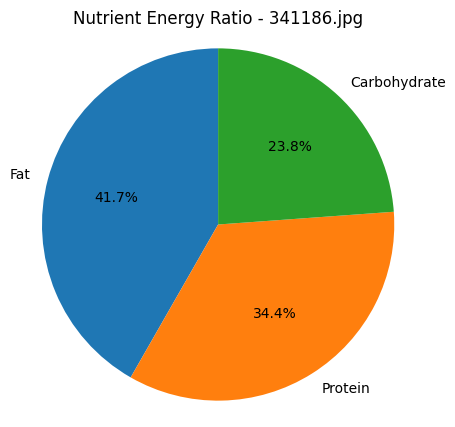 Nutrient Energy Ratio - 341186.jpg
Carbohydrate
23.8%
Fat
41.7%
34.4%
Protein